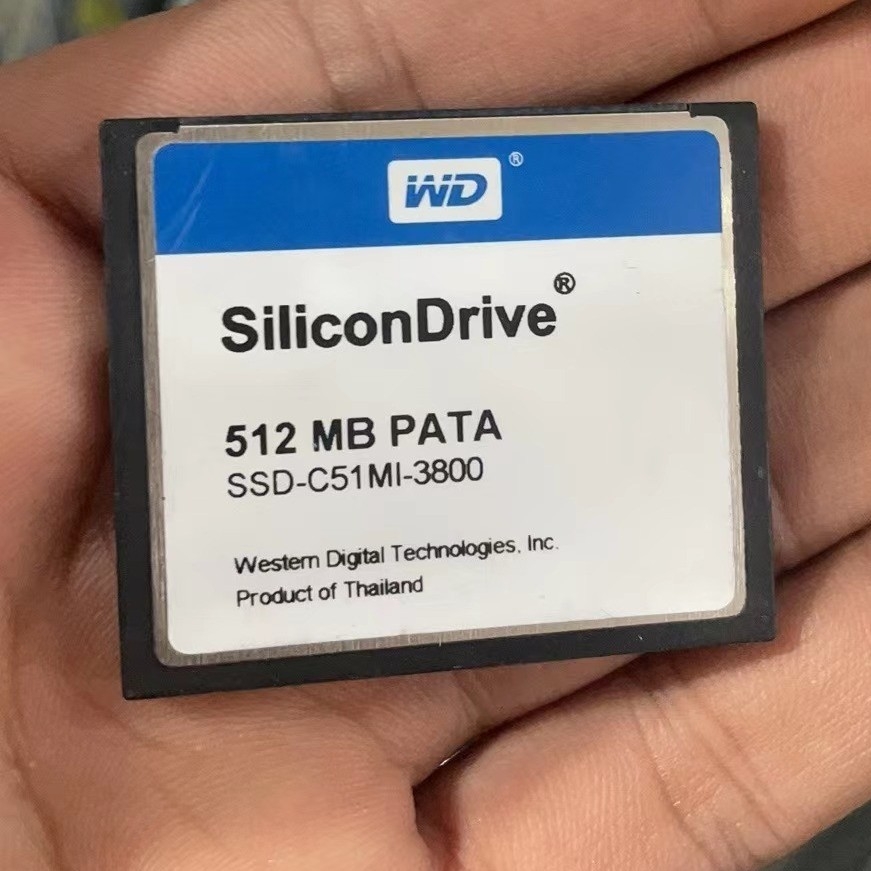 WD®
SiliconDrive®
512 MB PATA
SSD-C51MI-3800
Western Digital Technologies, Inc.
Product of Thailand